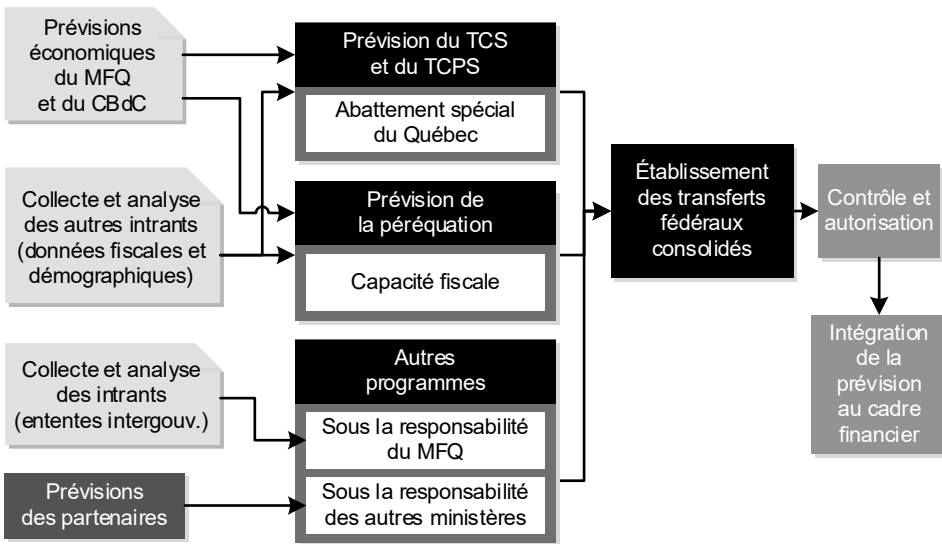 Prévisions
économiques
du MFQ
et du CBdC
Collecte et analyse
des autres intrants
(données fiscales et
démographiques)
Collecte et analyse
des intrants
(ententes intergouv.)
Prévisions
des partenaires
Prévision du TCS
et du TCPS
Abattement spécial
du Québec
Prévision de
la péréquation
Capacité fiscale
Autres
programmes
Sous la responsabilité
du MFQ
Sous la responsabilité
des autres ministères
Établissement
des transferts
fédéraux
consolidés
Contrôle et
autorisation
Intégration
de la
prévision
au cadre
financier